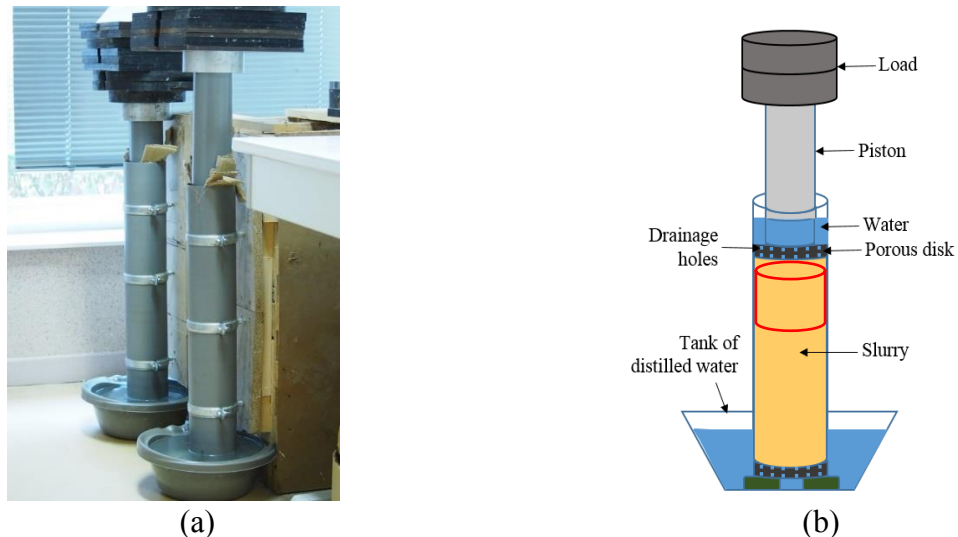 Load
Piston
Water
Drainage
holes
Porous disk
Slurry
Tank of
distilled water
(a)
(b)